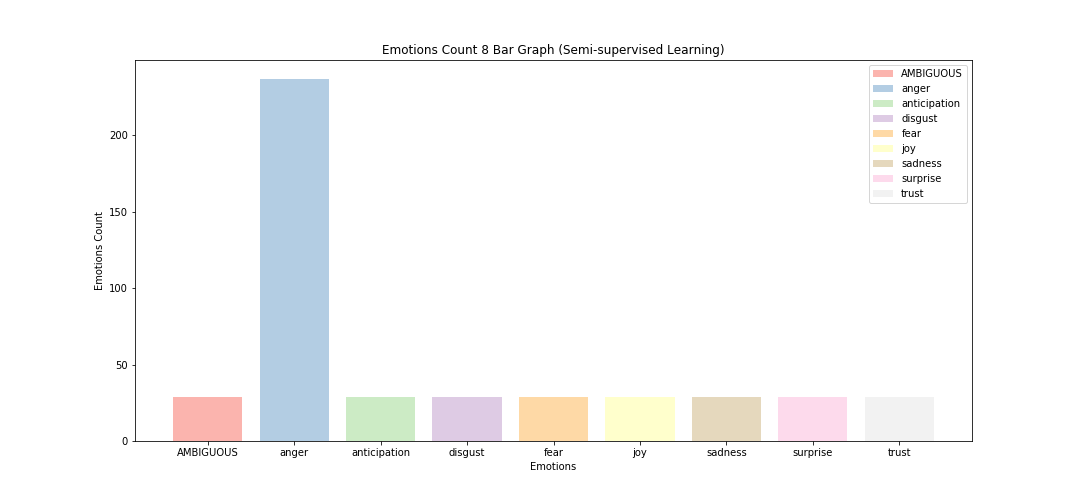 Emotions Count 8 Bar Graph (Semi-supervised Learning)
AMBIGUOUS
anger
anticipation
disgust
fear
joy
sadness
surprise
trust
Emotions Count
200
150
100
50
0
AMBIGUOUS anger anticipation disgust fear joy sadness surprise trust
Emotions